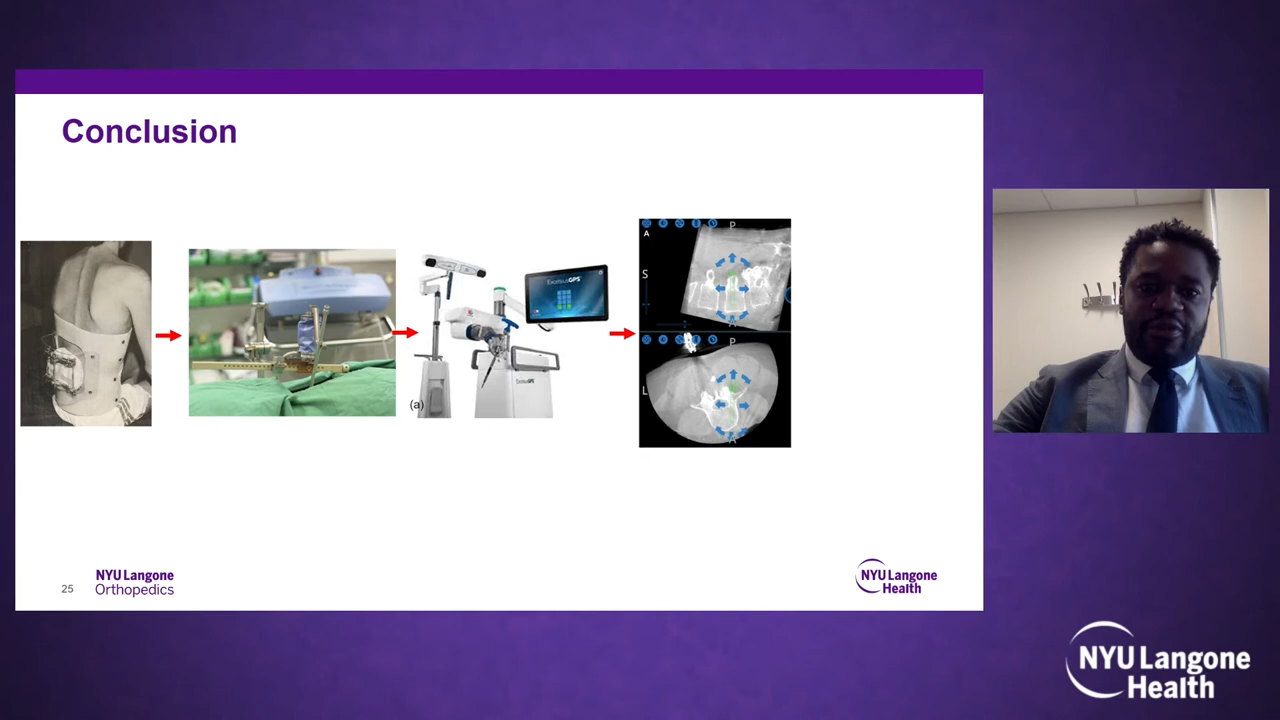 Conclusion
ExcelsiusGPS
ExcelsiusGPS
(a)
A
P
S
A
P
L
A
25
NYU Langone
Orthopedics
NYU Langone
Health
NYU Langone
Health